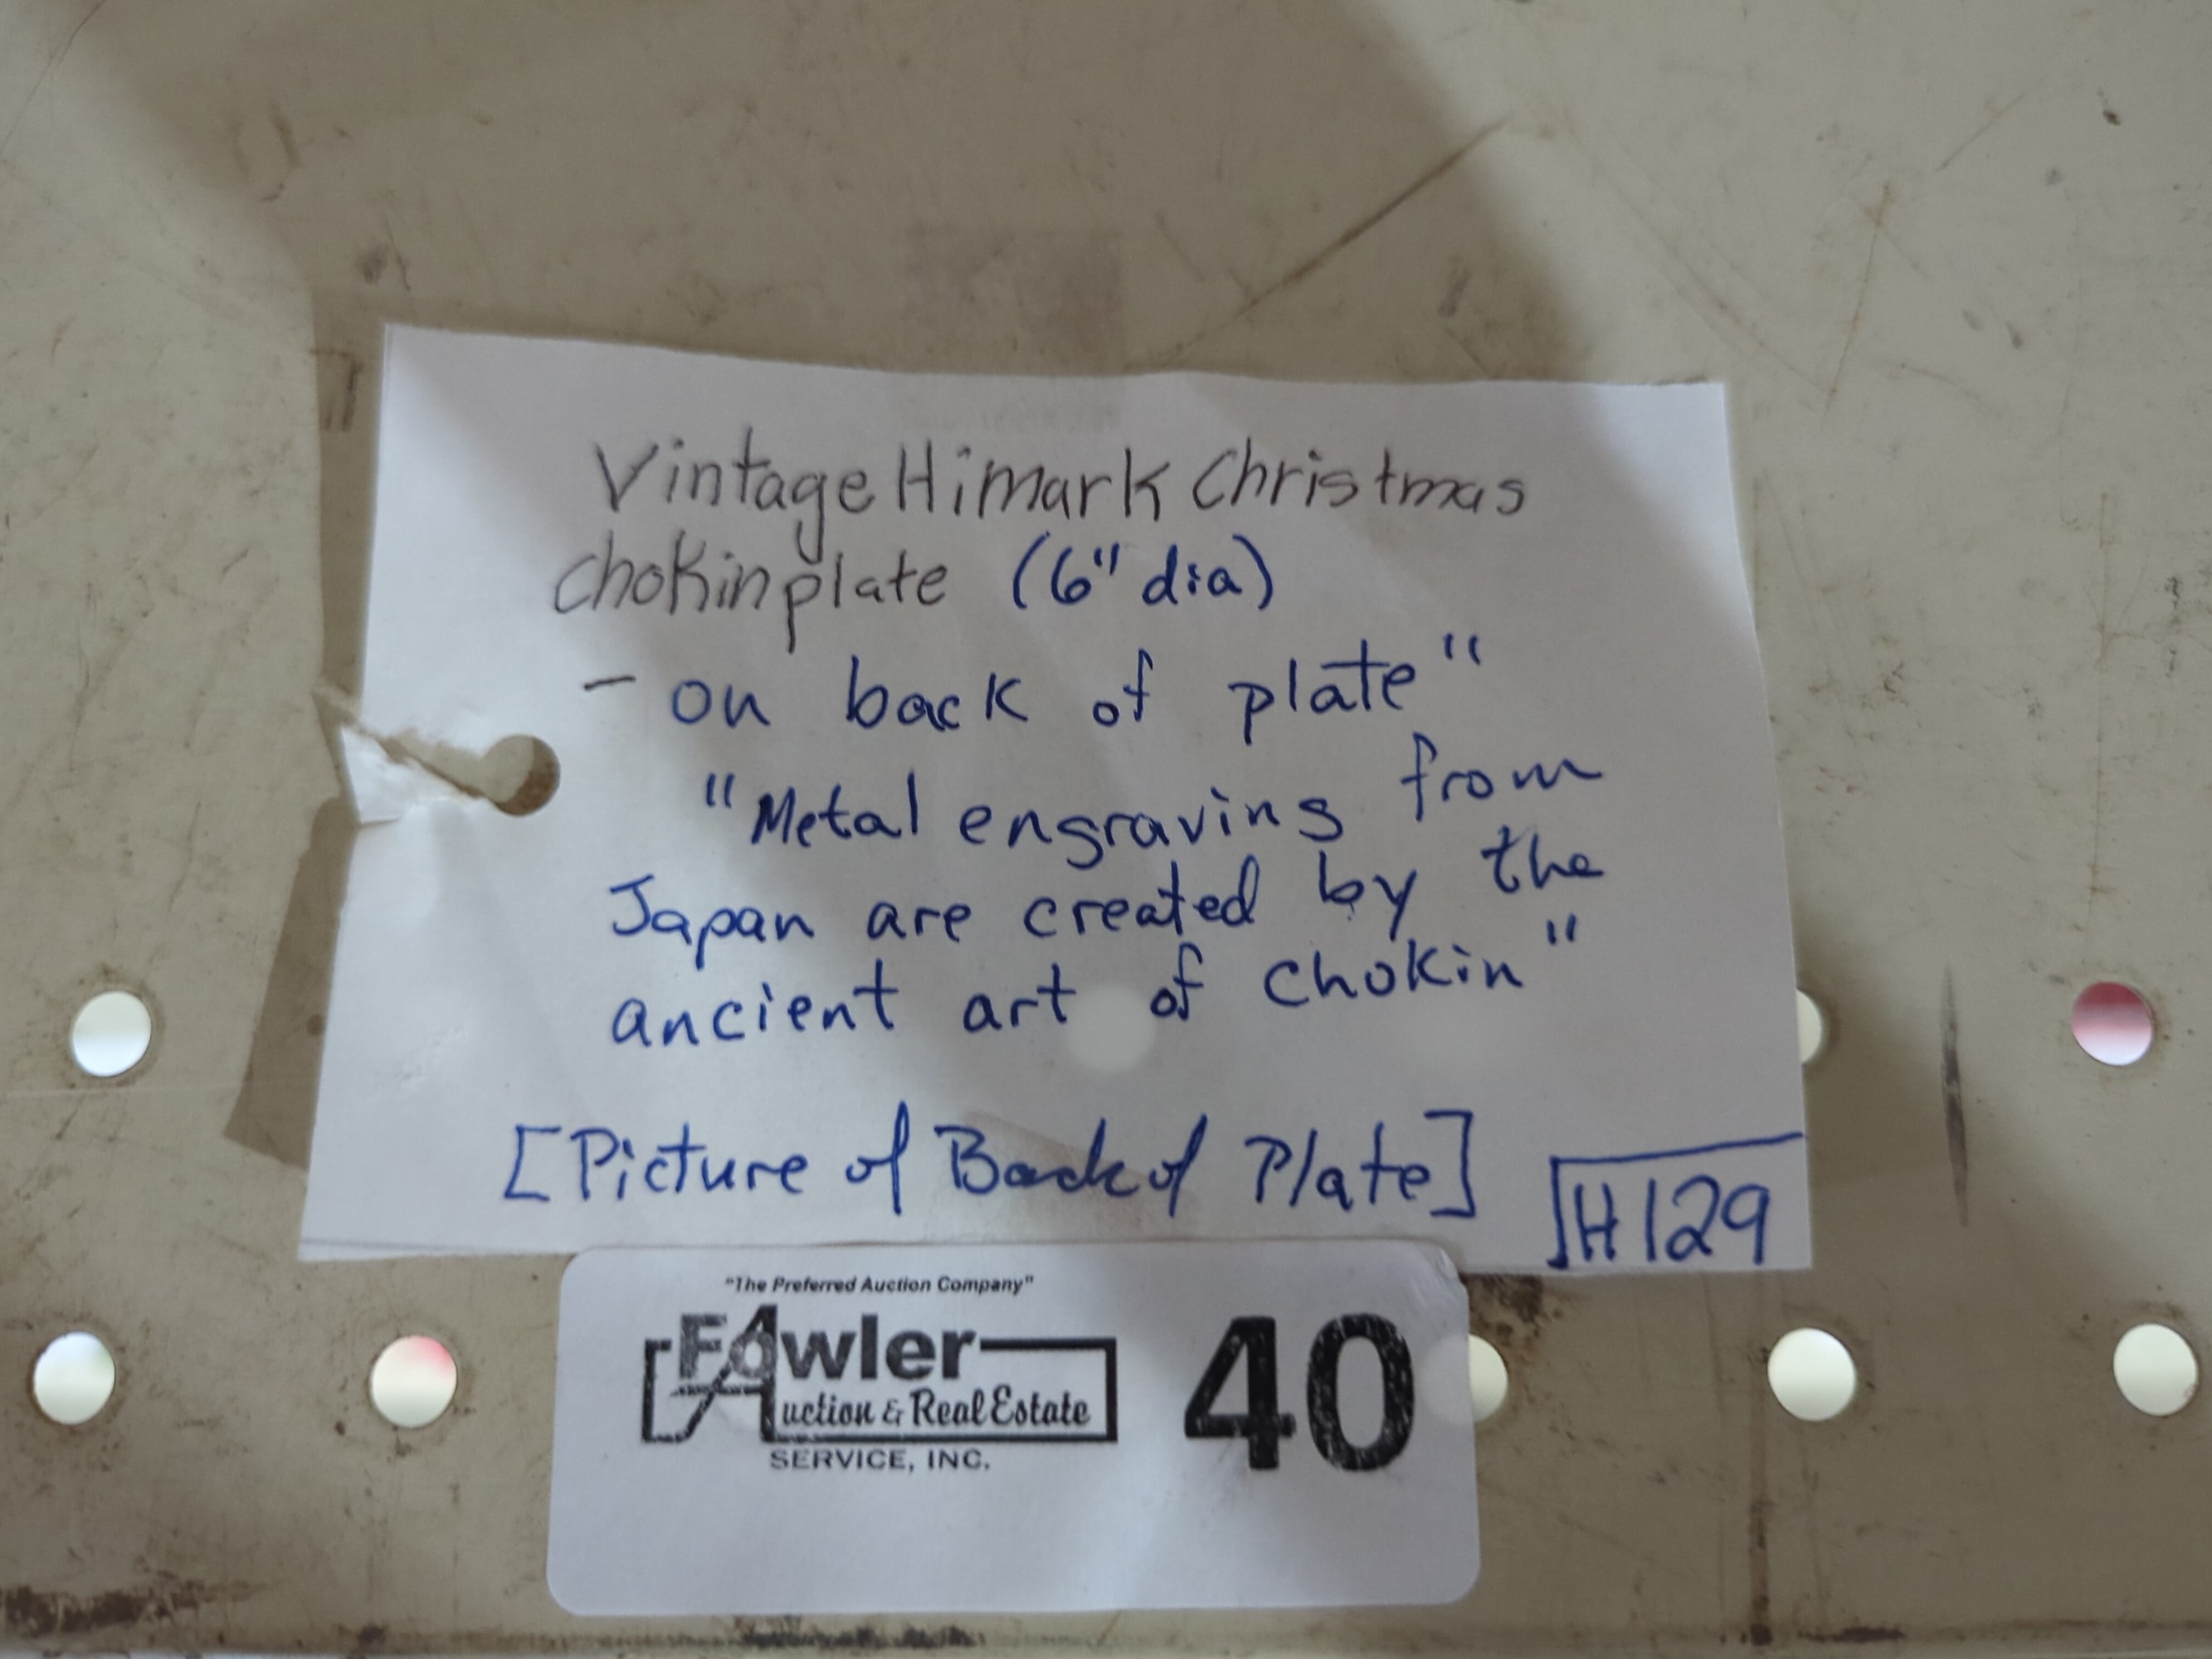 Vintage Himark Christmas
Chokin plate (6" dia)
- on back of plate"
"Metal engraving from
Japan are created by the
ancient art of chokin"
[Picture of Back of Plate]
H129
"The Preferred Auction Company"
Fowler
Auction & Real Estate
SERVICE, INC.
40